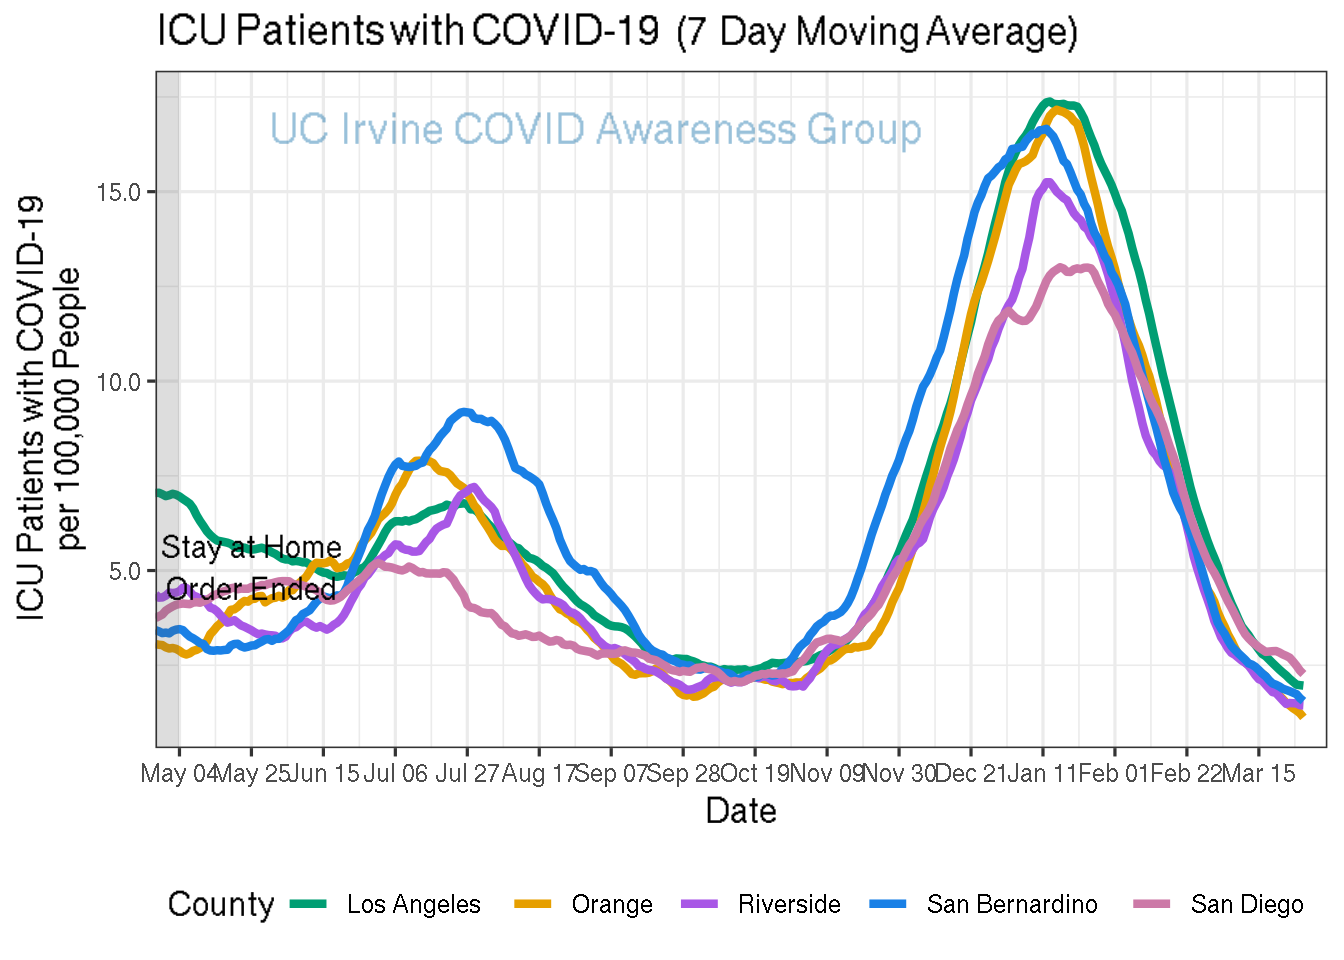 ICU Patients with COVID-19 (7 Day Moving Average)
UC Irvine COVID Awareness Group
ICU Patients with COVID-19
per 100,000 People
15.0
10.0
5.0
Stay at Home
Order Ended
May 04 May 25 Jun 15 Jul 06 Jul 27 Aug 17 Sep 07 Sep 28 Oct 19 Nov 09 Nov 30 Dec 21 Jan 11 Feb 01 Feb 22 Mar 15
Date
County Los Angeles Orange Riverside San Bernardino San Diego